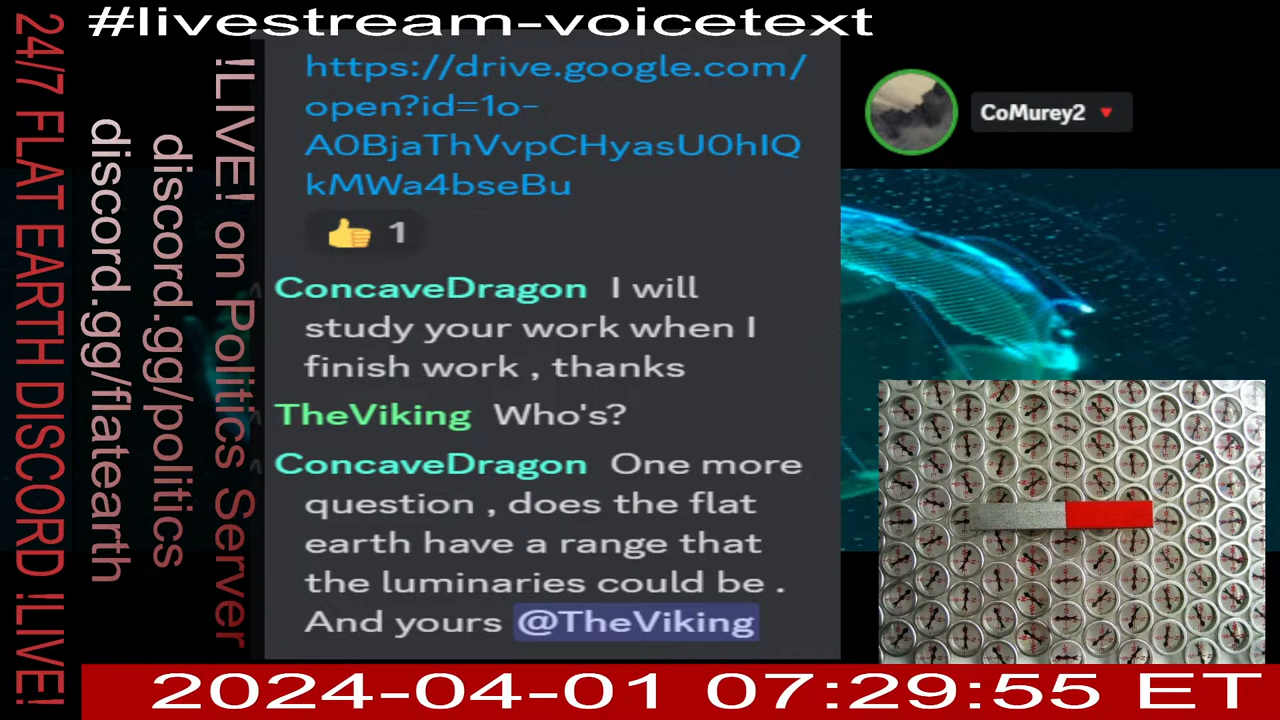 #livestream-voicetext
24/7 FLAT EARTH DISCORD !LIVE!
discord.gg/flatearth
discord.gg/politics
!LIVE! on Politics Server
https://drive.google.com/
open?id=1o-
A0BjaThVvpCHyasU0hIQ
kMWa4bseBu
👍 1
ConcaveDragon I will
study your work when I
finish work , thanks
TheViking Who's?
ConcaveDragon One more
question , does the flat
earth have a range that
the luminaries could be .
And yours @TheViking
CoMurey2
2024-04-01 07:29:55 ET